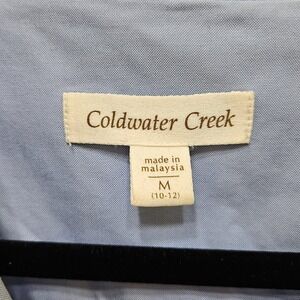 Coldwater Creek
made in
malaysia
M
(10-12)